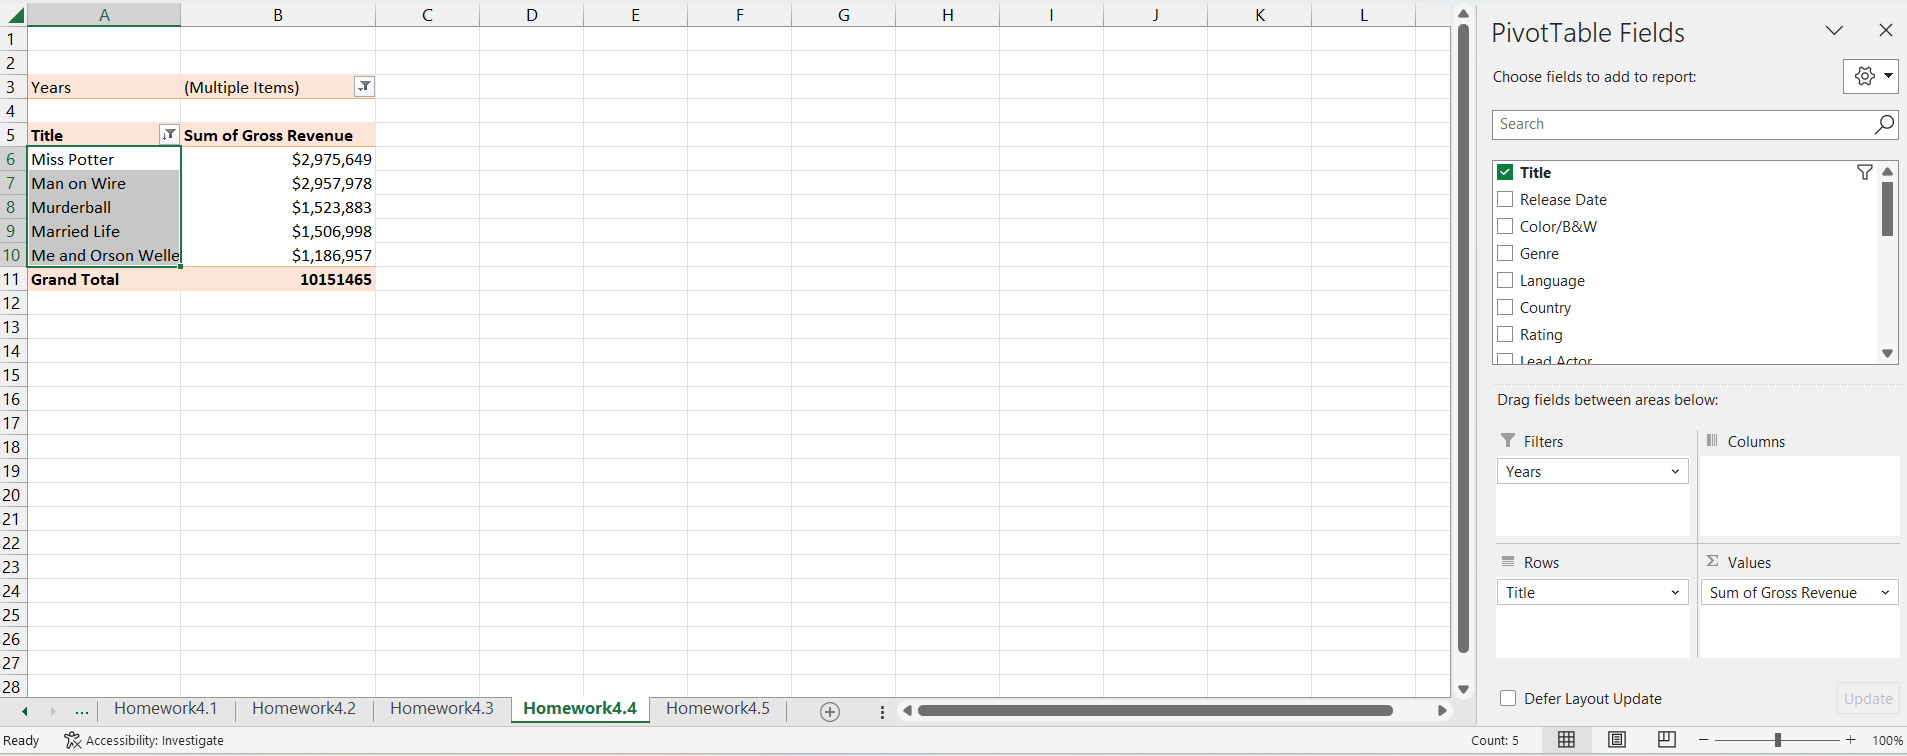 A B C D E F G H I J K L
1
2
3 Years (Multiple Items)
4
5 Title Sum of Gross Revenue
6 Miss Potter $2,975,649
7 Man on Wire $2,957,978
8 Murderball $1,523,883
9 Married Life $1,506,998
10 Me and Orson Welle $1,186,957
11 Grand Total 10151465
12
13
14
15
16
17
18
19
20
21
22
23
24
25
26
27
28
... Homework4.1 Homework4.2 Homework4.3 Homework4.4 Homework4.5
Ready Accessibility: Investigate Count: 5 100%
PivotTable Fields
Choose fields to add to report:
Search
Title
Release Date
Color/B&W
Genre
Language
Country
Rating
Lead Actor
Drag fields between areas below:
Filters Columns
Years
Rows Σ Values
Title Sum of Gross Revenue
Defer Layout Update Update